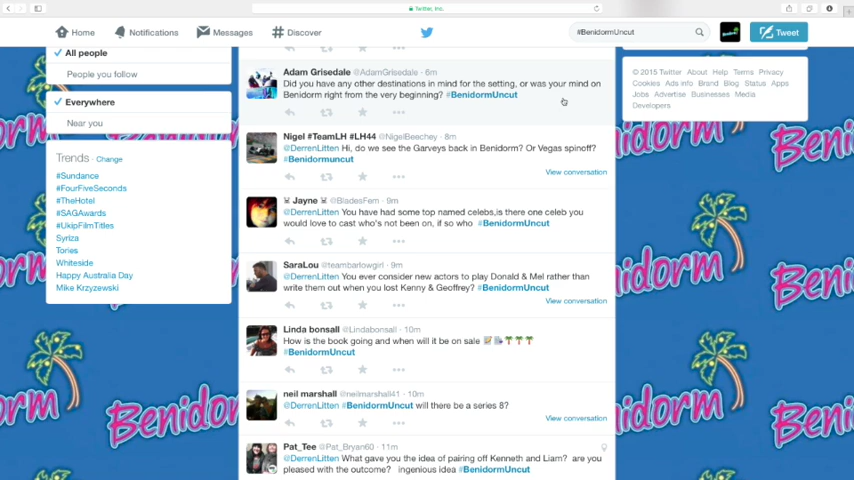 Twitter, Inc.
Home Notifications Messages Discover #BenidormUncut Tweet
All people
People you follow
Everywhere
Near you
Trends · Change
#Sundance
#FourFiveSeconds
#TheHotel
#SAGAwards
#UkipFilmTitles
Syriza
Tories
Whiteside
Happy Australia Day
Mike Krzyzewski
Adam Grisedale @AdamGrisedale · 6m
Did you have any other destinations in mind for the setting, or was your mind on
Benidorm right from the very beginning? #BenidormUncut
Nigel #TeamLH #LH44 @NigelBeechey · 8m
@DerrenLitten Hi, do we see the Garveys back in Benidorm? Or Vegas spinoff?
#Benidormuncut
View conversation
Jayne @BladesFem · 9m
@DerrenLitten You have had some top named celebs,is there one celeb you
would love to cast who's not been on, if so who #BenidormUncut
SaraLou @teambarlowgirl · 9m
@DerrenLitten You ever consider new actors to play Donald & Mel rather than
write them out when you lost Kenny & Geoffrey? #BenidormUncut
View conversation
Linda bonsall @Lindabonsall · 10m
How is the book going and when will it be on sale
#BenidormUncut
neil marshall @neilmarshall41 · 10m
@DerrenLitten #BenidormUncut will there be a series 8?
View conversation
Pat_Tee @Pat_Bryan60 · 11m
@DerrenLitten What gave you the idea of pairing off Kenneth and Liam? are you
pleased with the outcome? ingenious idea #BenidormUncut
© 2015 Twitter About Help Terms Privacy
Cookies Ads info Brand Blog Status Apps
Jobs Advertise Businesses Media
Developers
Benidorm